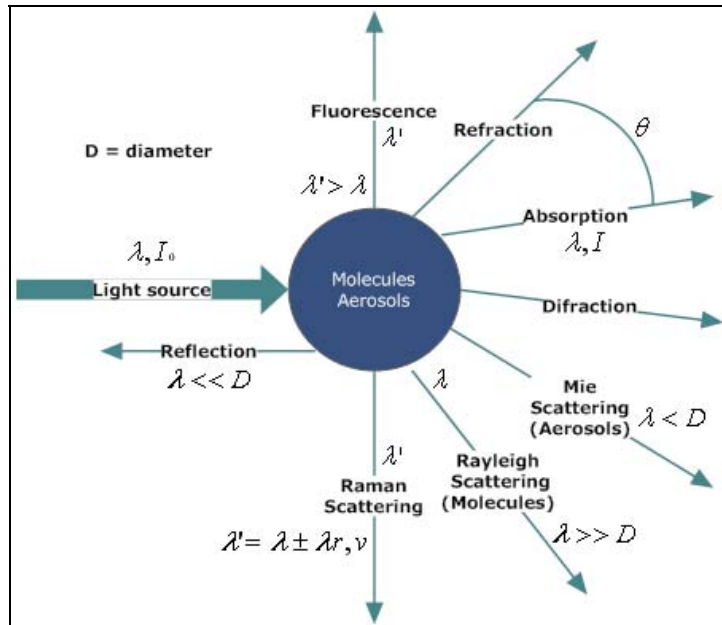 Fluorescence
λ'
λ' > λ
D = diameter
Refraction
θ
Absorption
λ, I
λ, I₀
Light source
Molecules
Aerosols
Difraction
Reflection
λ << D
λ
Mie
Scattering
(Aerosols)
λ < D
λ'
Raman
Scattering
λ' = λ ± λr, v
Rayleigh
Scattering
(Molecules)
λ >> D